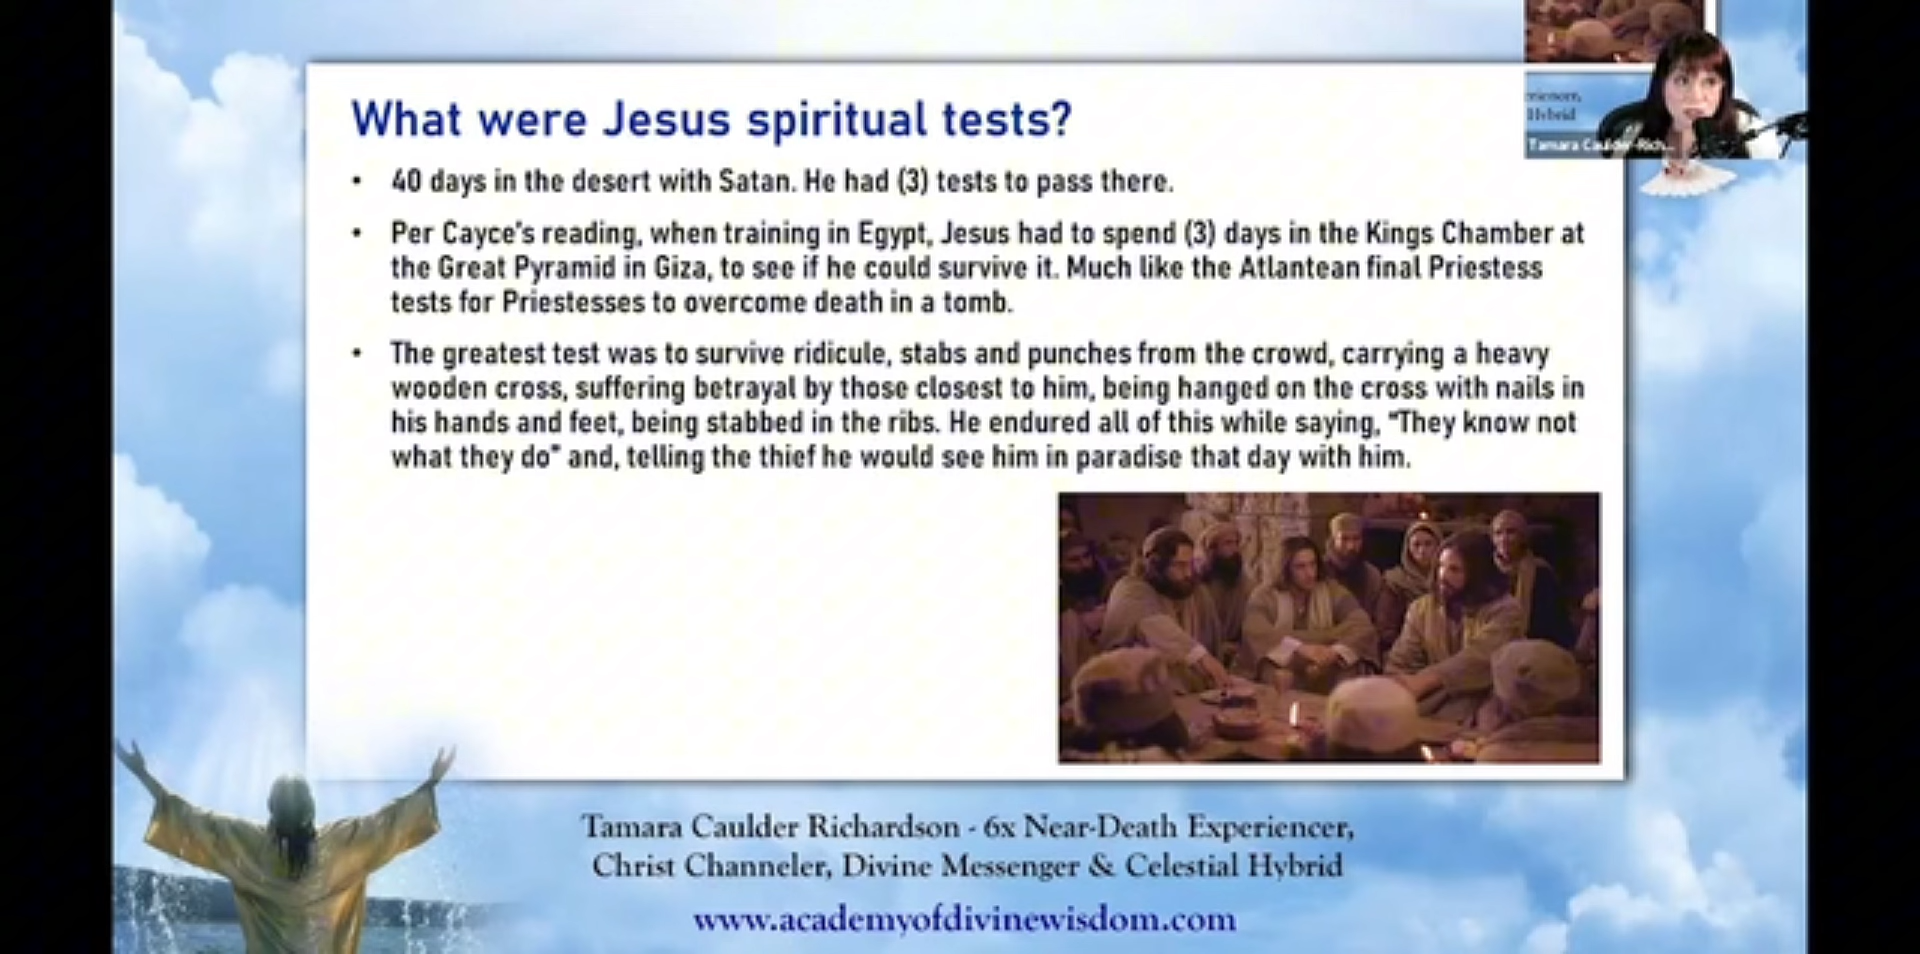 What were Jesus spiritual tests?
• 40 days in the desert with Satan. He had (3) tests to pass there.
• Per Cayce's reading, when training in Egypt, Jesus had to spend (3) days in the Kings Chamber at
the Great Pyramid in Giza, to see if he could survive it. Much like the Atlantean final Priestess
tests for Priestesses to overcome death in a tomb.
• The greatest test was to survive ridicule, stabs and punches from the crowd, carrying a heavy
wooden cross, suffering betrayal by those closest to him, being hanged on the cross with nails in
his hands and feet, being stabbed in the ribs. He endured all of this while saying, "They know not
what they do" and, telling the thief he would see him in paradise that day with him.
Hybrid
Tamara Caulder-Rich...
Tamara Caulder Richardson - 6x Near-Death Experiencer,
Christ Channeler, Divine Messenger & Celestial Hybrid
www.academyofdivinewisdom.com